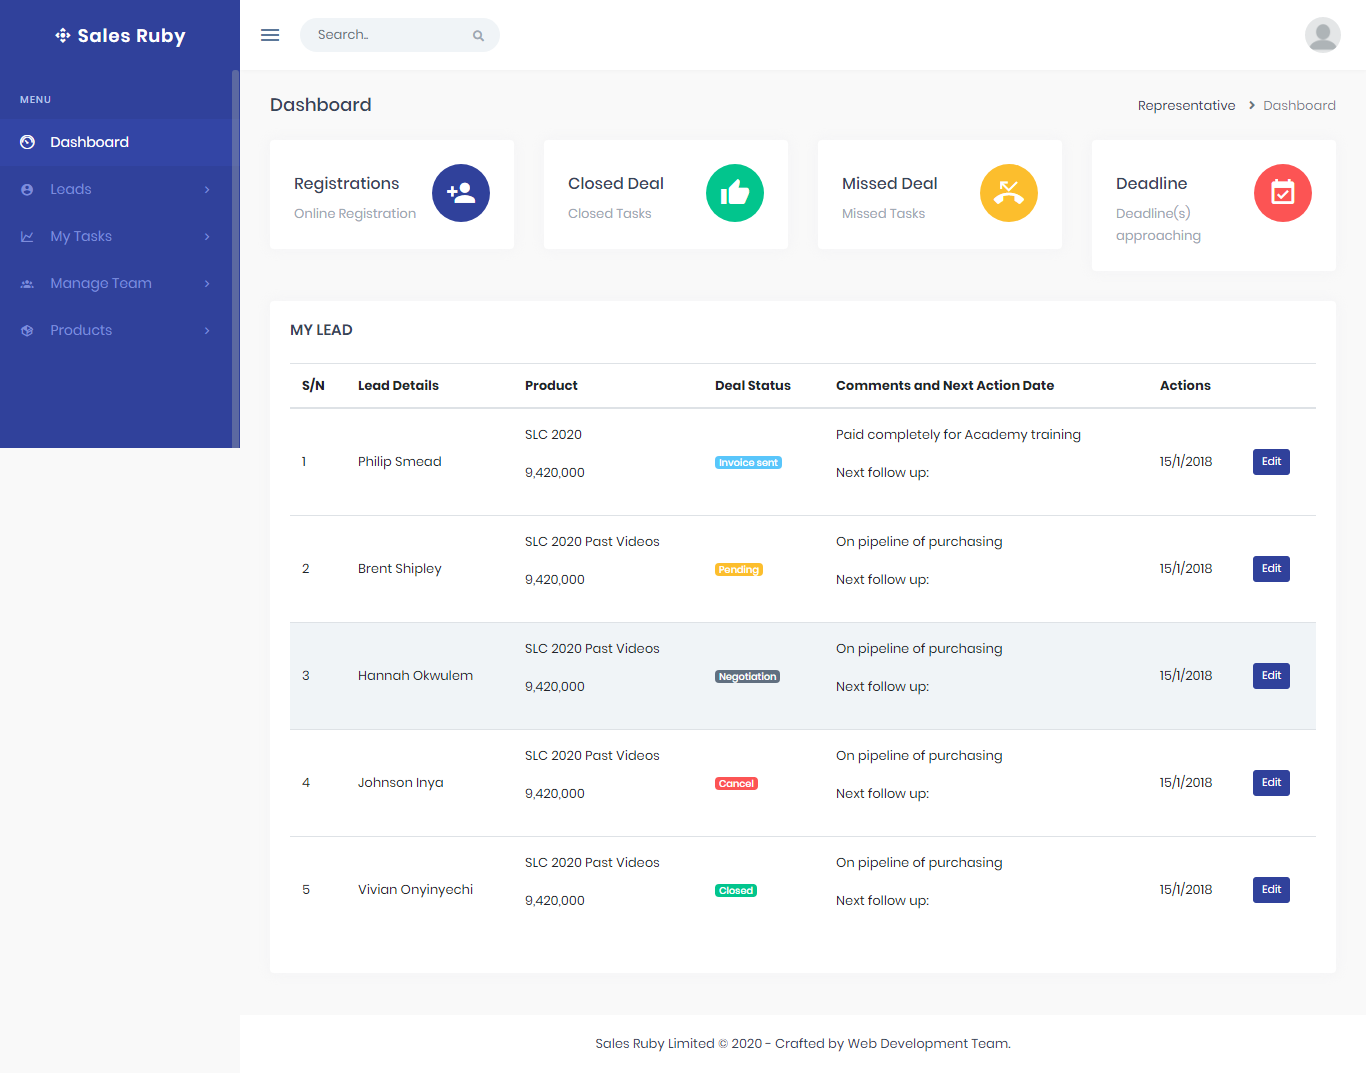 Sales Ruby
Search..
MENU
Dashboard
Leads
My Tasks
Manage Team
Products
Dashboard
Representative > Dashboard
Registrations
Online Registration
Closed Deal
Closed Tasks
Missed Deal
Missed Tasks
Deadline
Deadline(s)
approaching
MY LEAD
S/N Lead Details Product Deal Status Comments and Next Action Date Actions
SLC 2020 Paid completely for Academy training
1 Philip Smead Invoice sent 15/1/2018 Edit
9,420,000 Next follow up:
SLC 2020 Past Videos On pipeline of purchasing
2 Brent Shipley Pending 15/1/2018 Edit
9,420,000 Next follow up:
SLC 2020 Past Videos On pipeline of purchasing
3 Hannah Okwulem Negotiation 15/1/2018 Edit
9,420,000 Next follow up:
SLC 2020 Past Videos On pipeline of purchasing
4 Johnson Inya Cancel 15/1/2018 Edit
9,420,000 Next follow up:
SLC 2020 Past Videos On pipeline of purchasing
5 Vivian Onyinyechi Closed 15/1/2018 Edit
9,420,000 Next follow up:
Sales Ruby Limited © 2020 - Crafted by Web Development Team.